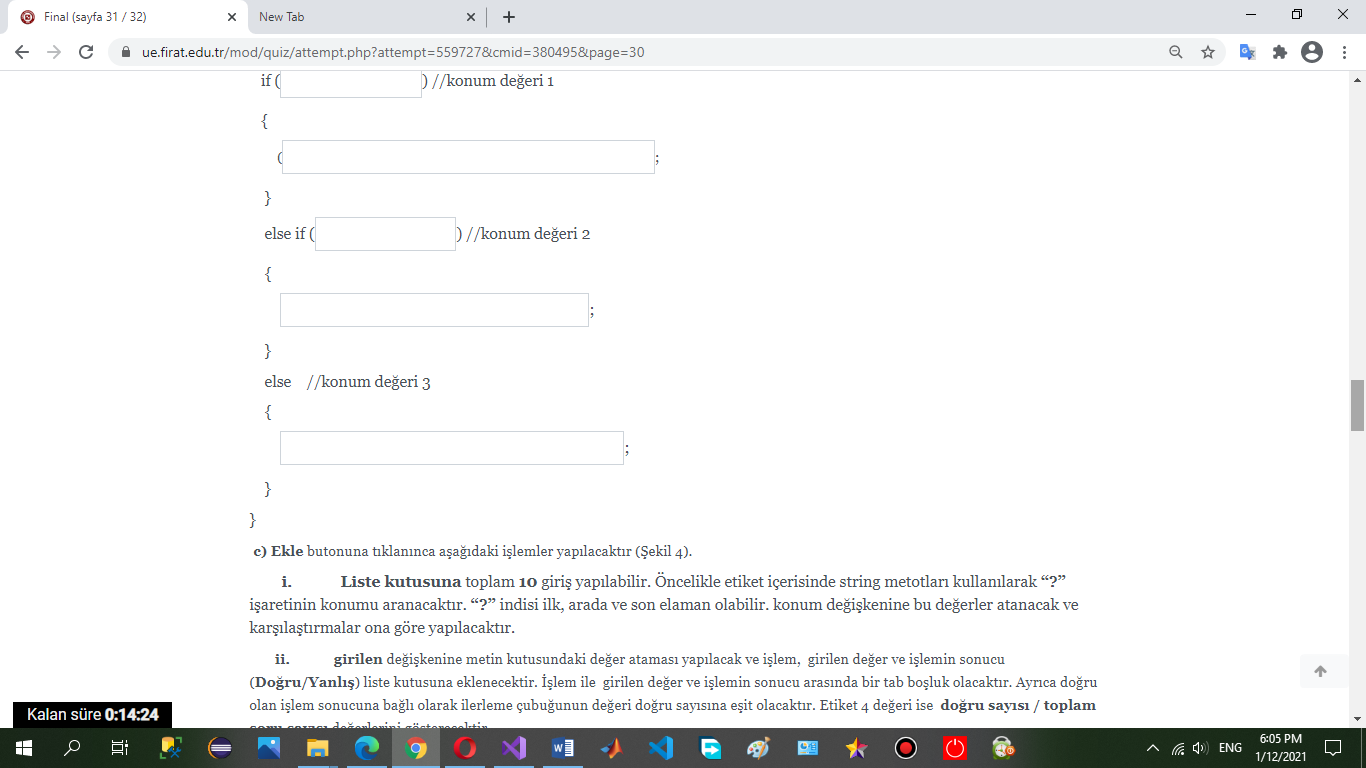 Final (sayfa 31 / 32)
New Tab
ue.firat.edu.tr/mod/quiz/attempt.php?attempt=559727&cmid=380495&page=30
if ( ) //konum değeri 1
{
( ;
}
else if ( ) //konum değeri 2
{
;
}
else //konum değeri 3
{
;
}
}
c) Ekle butonuna tıklanınca aşağıdaki işlemler yapılacaktır (Şekil 4).
i. Liste kutusuna toplam 10 giriş yapılabilir. Öncelikle etiket içerisinde string metotları kullanılarak “?”
işaretinin konumu aranacaktır. “?” indisi ilk, arada ve son elaman olabilir. konum değişkenine bu değerler atanacak ve
karşılaştırmalar ona göre yapılacaktır.
ii. girilen değişkenine metin kutusundaki değer ataması yapılacak ve işlem, girilen değer ve işlemin sonucu
(Doğru/Yanlış) liste kutusuna eklenecektir. İşlem ile girilen değer ve işlemin sonucu arasında bir tab boşluk olacaktır. Ayrıca doğru
olan işlem sonucuna bağlı olarak ilerleme çubuğunun değeri doğru sayısına eşit olacaktır. Etiket 4 değeri ise doğru sayısı / toplam
soru sayısı değerlerini gösterecektir.
Kalan süre 0:14:24
ENG
6:05 PM
1/12/2021